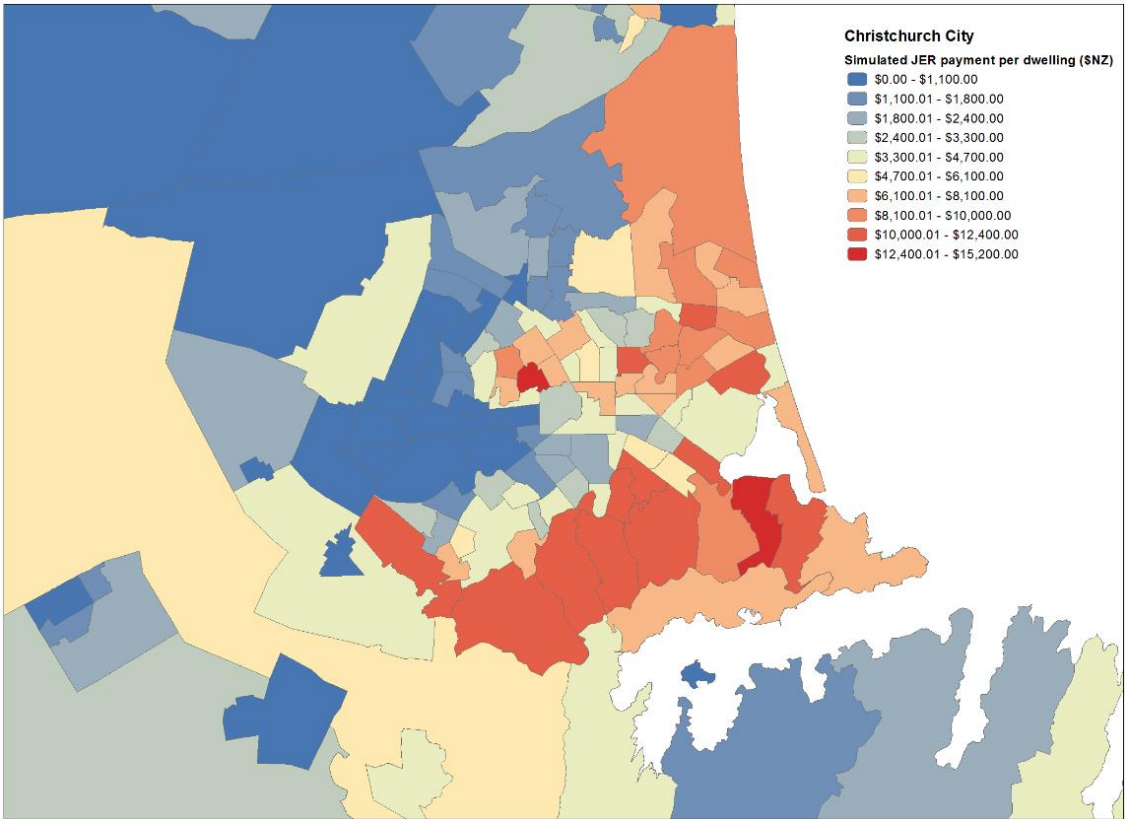 Christchurch City
Simulated JER payment per dwelling ($NZ)
$0.00 - $1,100.00
$1,100.01 - $1,800.00
$1,800.01 - $2,400.00
$2,400.01 - $3,300.00
$3,300.01 - $4,700.00
$4,700.01 - $6,100.00
$6,100.01 - $8,100.00
$8,100.01 - $10,000.00
$10,000.01 - $12,400.00
$12,400.01 - $15,200.00